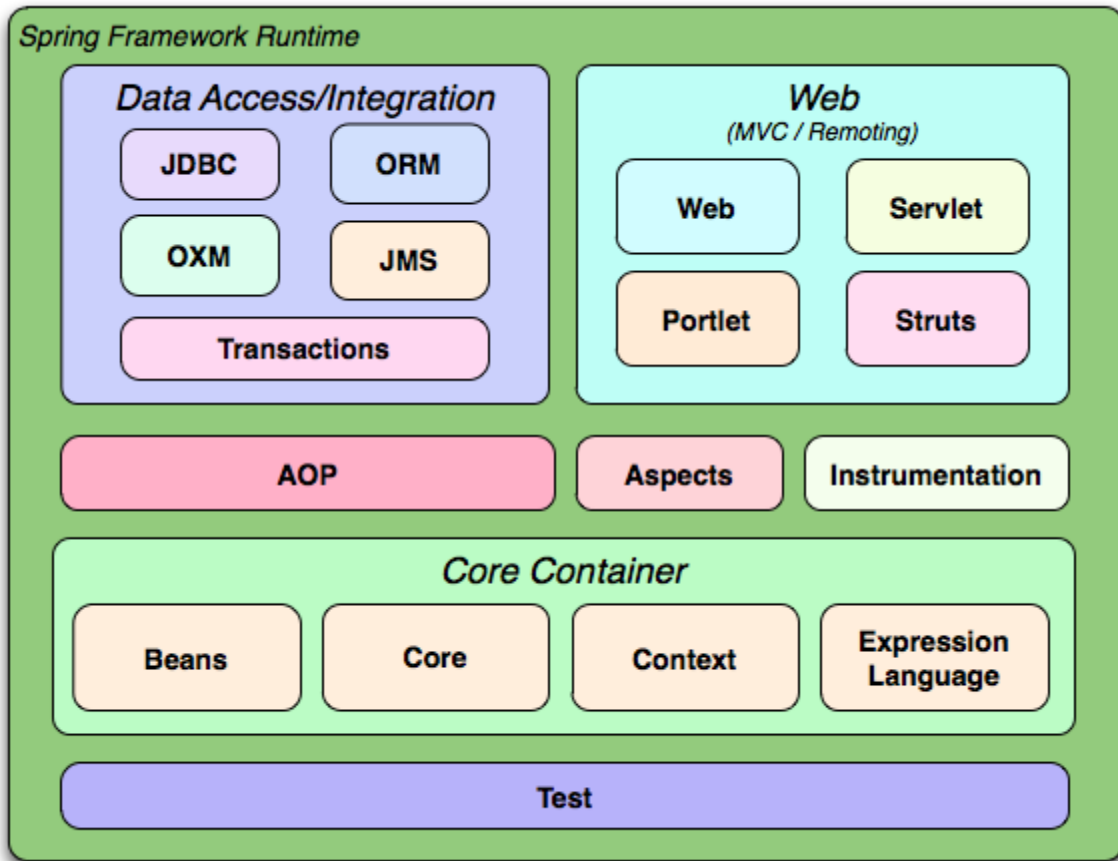 Spring Framework Runtime
Data Access/Integration
JDBC
ORM
OXM
JMS
Transactions
Web
(MVC / Remoting)
Web
Servlet
Portlet
Struts
AOP
Aspects
Instrumentation
Core Container
Beans
Core
Context
Expression
Language
Test